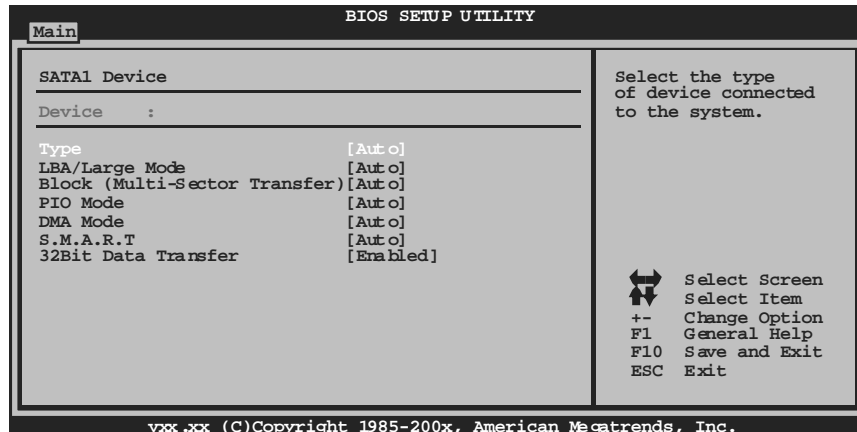 BIOS SETUP UTILITY
Main
SATA1 Device
Device :
Type [Auto]
LBA/Large Mode [Auto]
Block (Multi-Sector Transfer)[Auto]
PIO Mode [Auto]
DMA Mode [Auto]
S.M.A.R.T [Auto]
32Bit Data Transfer [Enabled]
Select the type
of device connected
to the system.
Select Screen
Select Item
+- Change Option
F1 General Help
F10 Save and Exit
ESC Exit
vxx.xx (C)Copyright 1985-200x, American Megatrends, Inc.